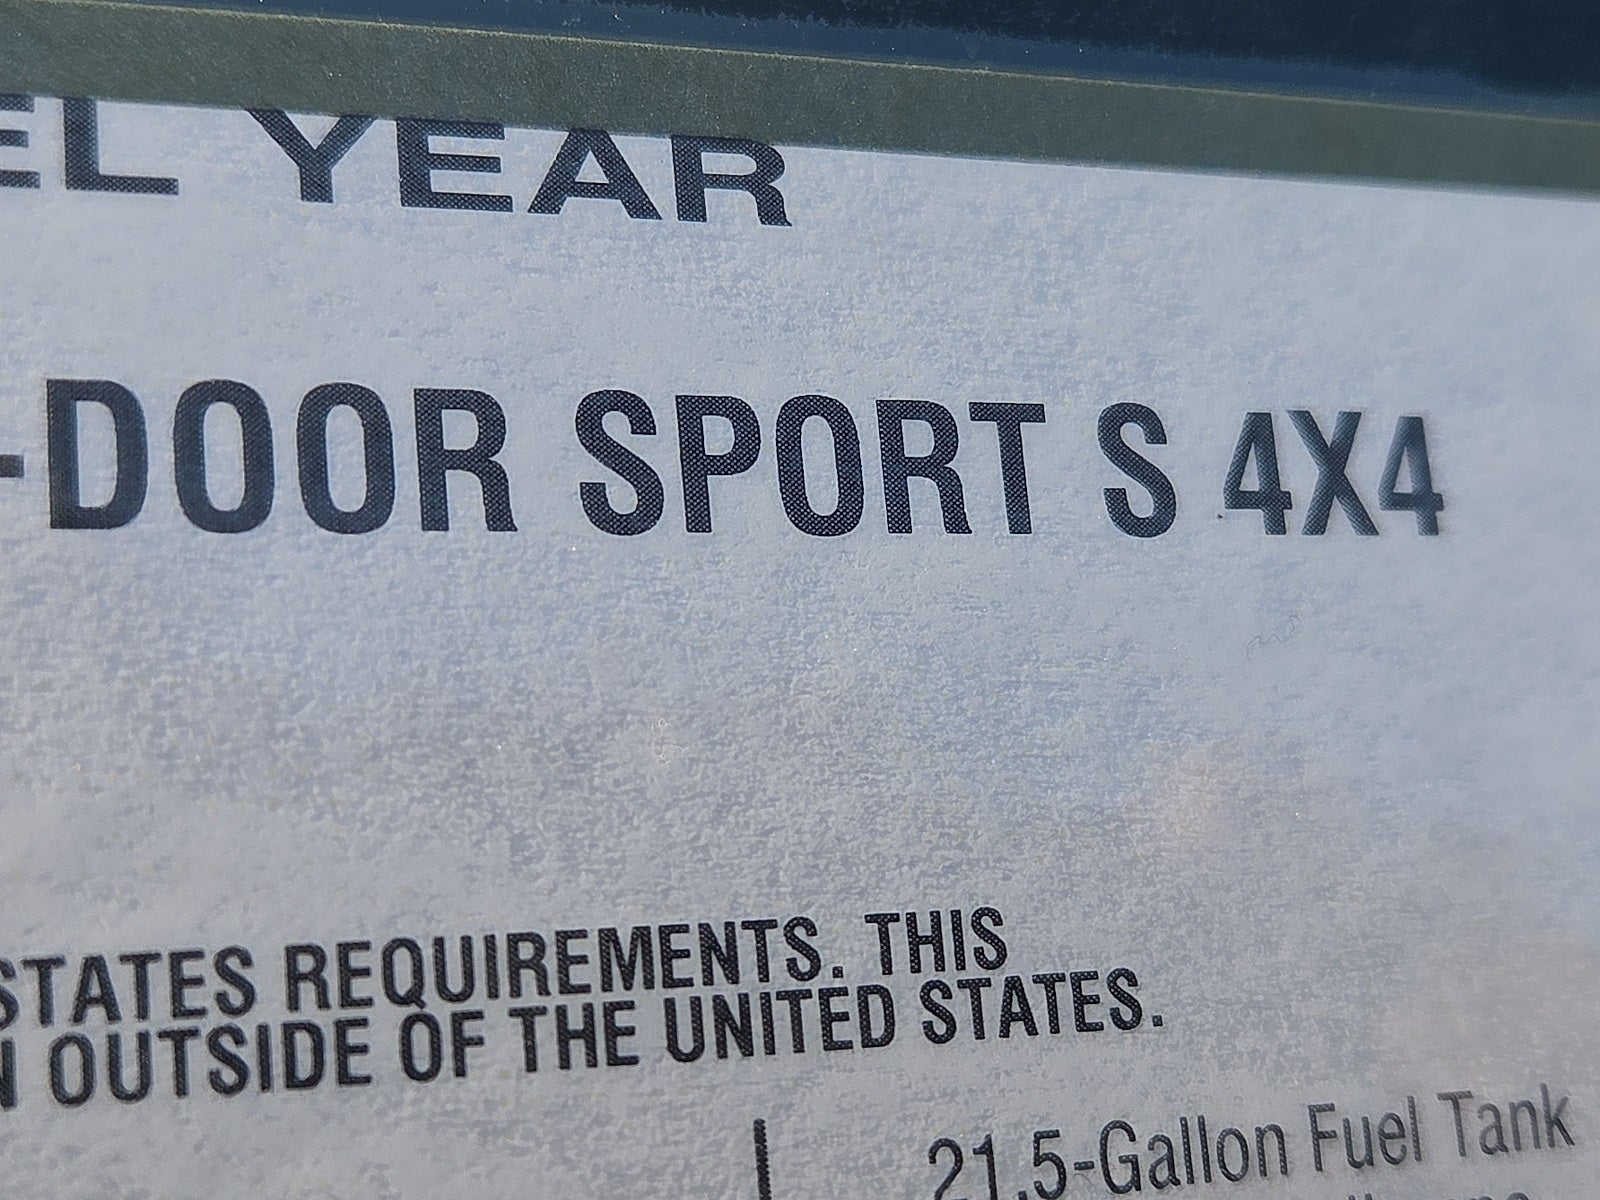 EL YEAR
-DOOR SPORT S 4X4
STATES REQUIREMENTS. THIS
N OUTSIDE OF THE UNITED STATES.
21.5-Gallon Fuel Tank